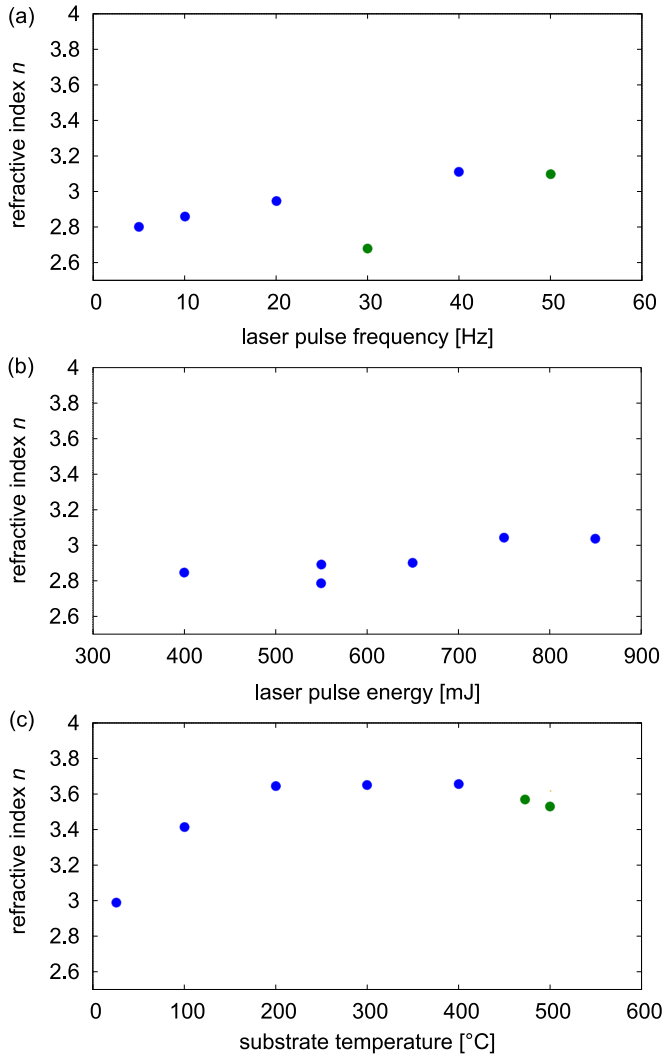 (a)
4
3.8
3.6
3.4
3.2
3
2.8
2.6
refractive index n
0 10 20 30 40 50 60
laser pulse frequency [Hz]
(b)
4
3.8
3.6
3.4
3.2
3
2.8
2.6
refractive index n
300 400 500 600 700 800 900
laser pulse energy [mJ]
(c)
4
3.8
3.6
3.4
3.2
3
2.8
2.6
refractive index n
0 100 200 300 400 500 600
substrate temperature [°C]